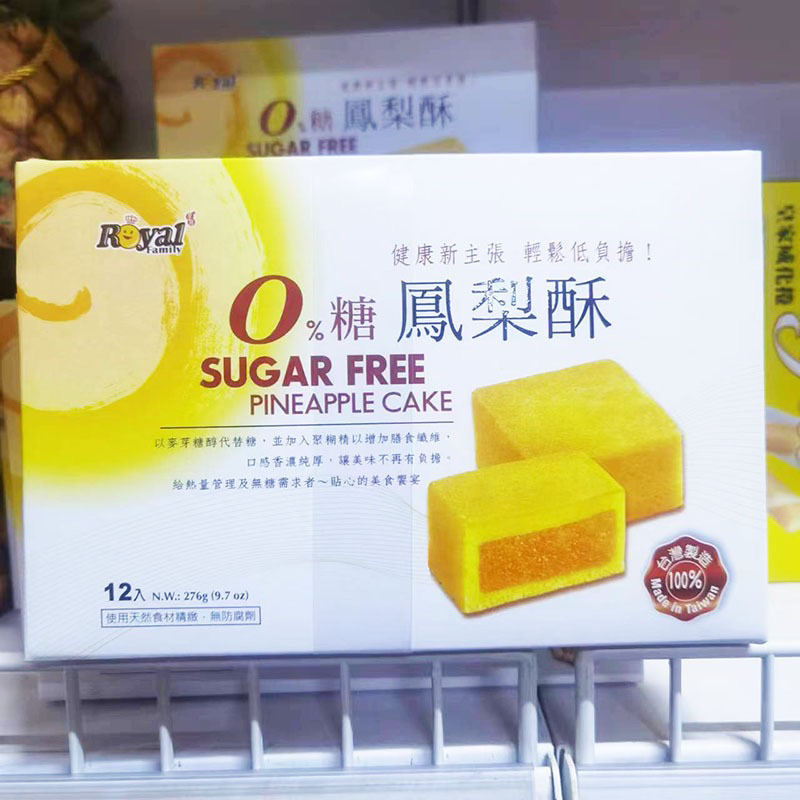 Royal
0%糖 鳳梨酥
SUGAR FREE
Royal
Family
健康新主張 輕鬆低負擔！
0%糖 鳳梨酥
SUGAR FREE
PINEAPPLE CAKE
以麥芽糖醇代替糖，並加入聚糊精以增加膳食纖維，
口感香濃純厚，讓美味不再有負擔。
給熱量管理及無糖需求者～貼心的美食饗宴
12入 N.W.: 276g (9.7 oz)
使用天然食材精緻，無防腐劑
台灣製造
100%
Made in Taiwan